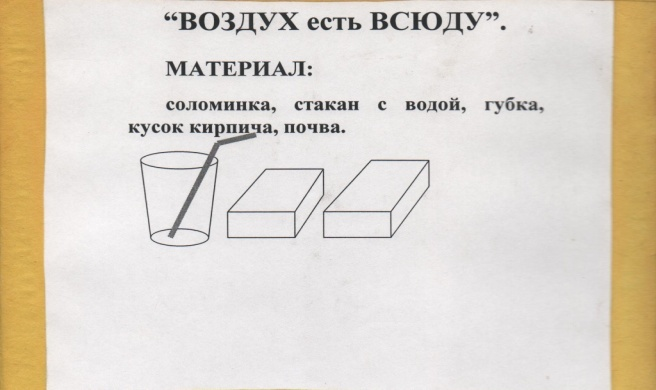 “ВОЗДУХ есть ВСЮДУ”.
МАТЕРИАЛ:
соломинка, стакан с водой, губка,
кусок кирпича, почва.